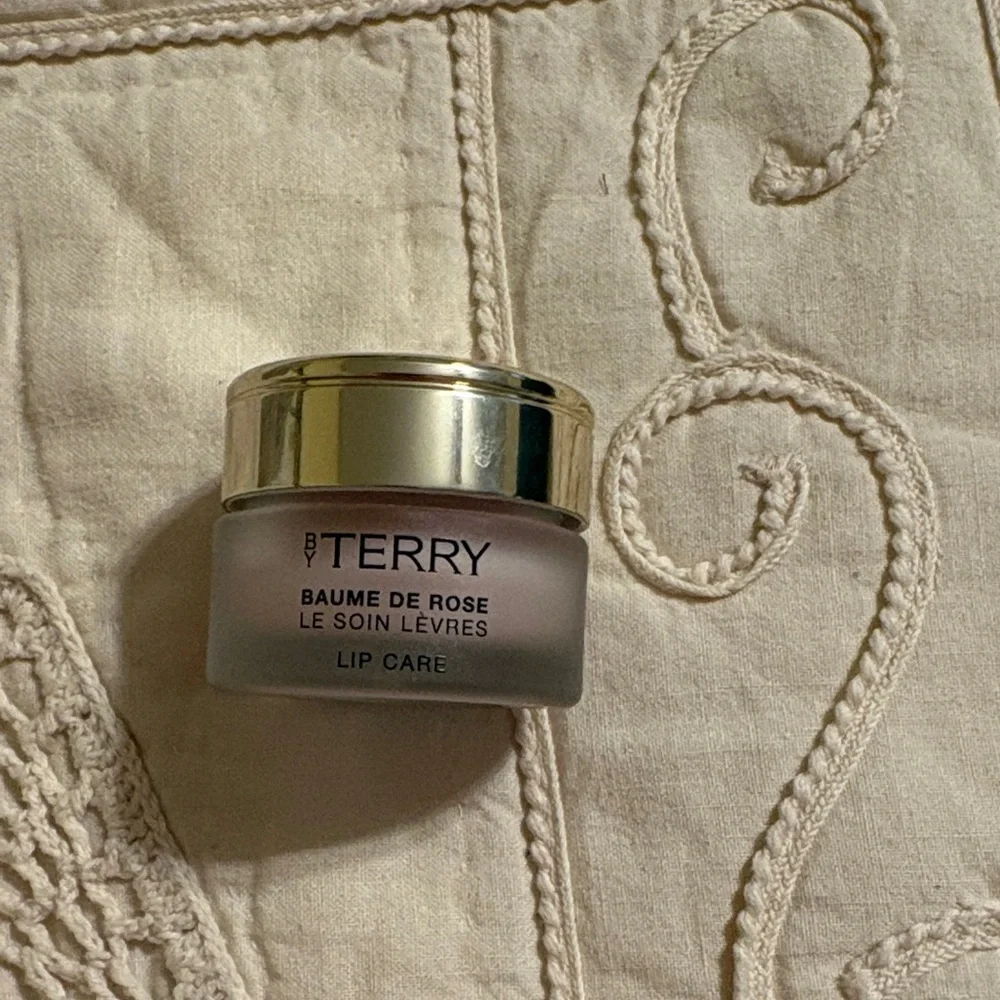 BY TERRY
BAUME DE ROSE
LE SOIN LÈVRES
LIP CARE